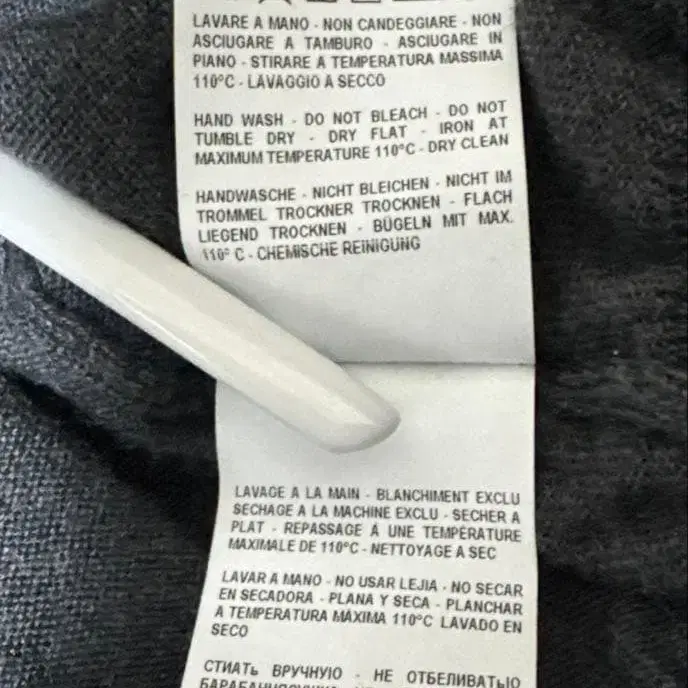 LAVARE A MANO - NON CANDEGGIARE - NON
ASCIUGARE A TAMBURO - ASCIUGARE IN
PIANO - STIRARE A TEMPERATURA MASSIMA
110°C - LAVAGGIO A SECCO
HAND WASH - DO NOT BLEACH - DO NOT
TUMBLE DRY - DRY FLAT - IRON AT
MAXIMUM TEMPERATURE 110°C - DRY CLEAN
HANDWASCHE - NICHT BLEICHEN - NICHT IM
TROMMEL TROCKNER TROCKNEN - FLACH
LIEGEND TROCKNEN - BÜGELN MIT MAX.
110° C - CHEMISCHE REINIGUNG
LAVAGE A LA MAIN - BLANCHIMENT EXCLU
SECHAGE A LA MACHINE EXCLU - SECHER A
PLAT - REPASSAGE À UNE TEMPÉRATURE
MAXIMALE DE 110°C - NETTOYAGE A SEC
LAVAR A MANO - NO USAR LEJIA - NO SECAR
EN SECADORA - PLANA Y SECA - PLANCHAR
A TEMPERATURA MÁXIMA 110°C LAVADO EN
SECO
СТИАТЬ ВРУЧНУЮ - НЕ ОТБЕЛИВАТЬЮ